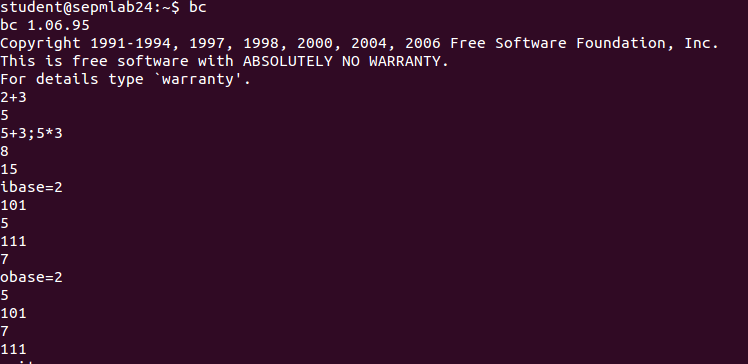 student@sepmlab24:~$ bc
bc 1.06.95
Copyright 1991-1994, 1997, 1998, 2000, 2004, 2006 Free Software Foundation, Inc.
This is free software with ABSOLUTELY NO WARRANTY.
For details type `warranty'.
2+3
5
5+3;5*3
8
15
ibase=2
101
5
111
7
obase=2
5
101
7
111